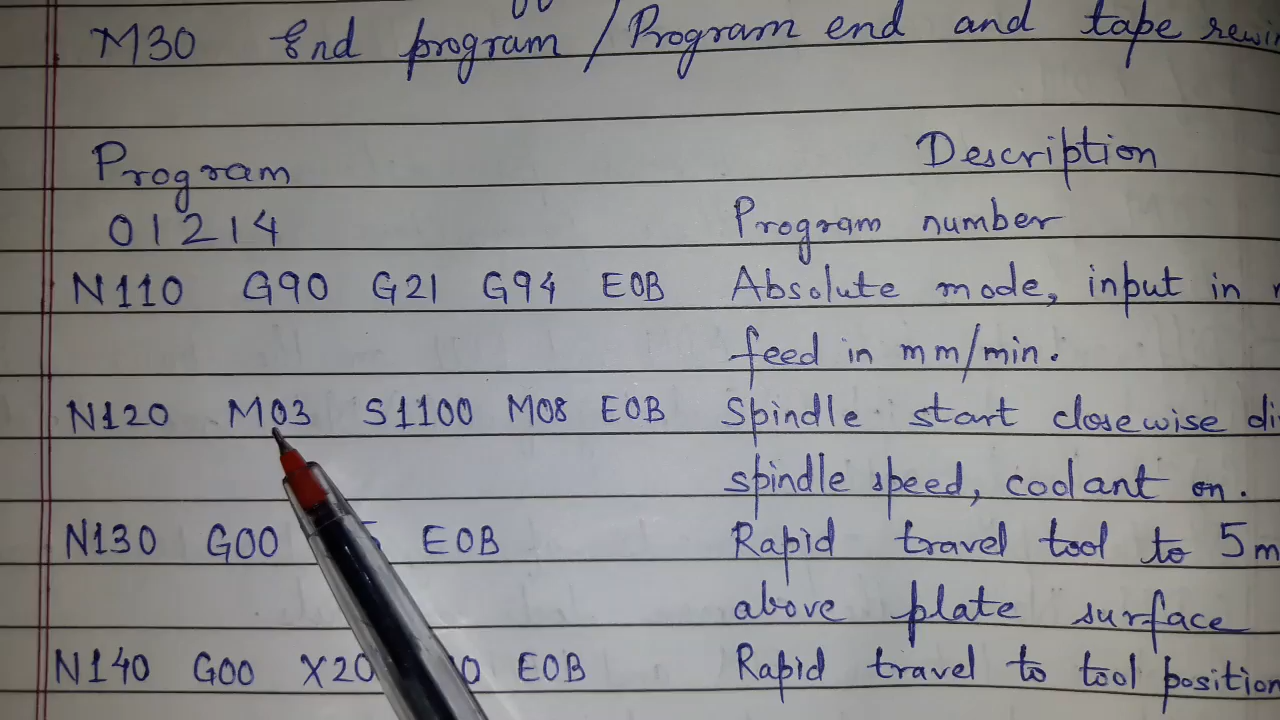 M30 End program / Program end and tape rewin
Program Description
01214 Program number
N110 G90 G21 G94 EOB Absolute mode, input in
feed in mm/min.
N120 M03 S1100 M08 EOB Spindle start closewise di
spindle speed, coolant on.
N130 G00 5 EOB Rapid travel tool to 5m
above plate surface
N140 G00 X20 0 EOB Rapid travel to tool position